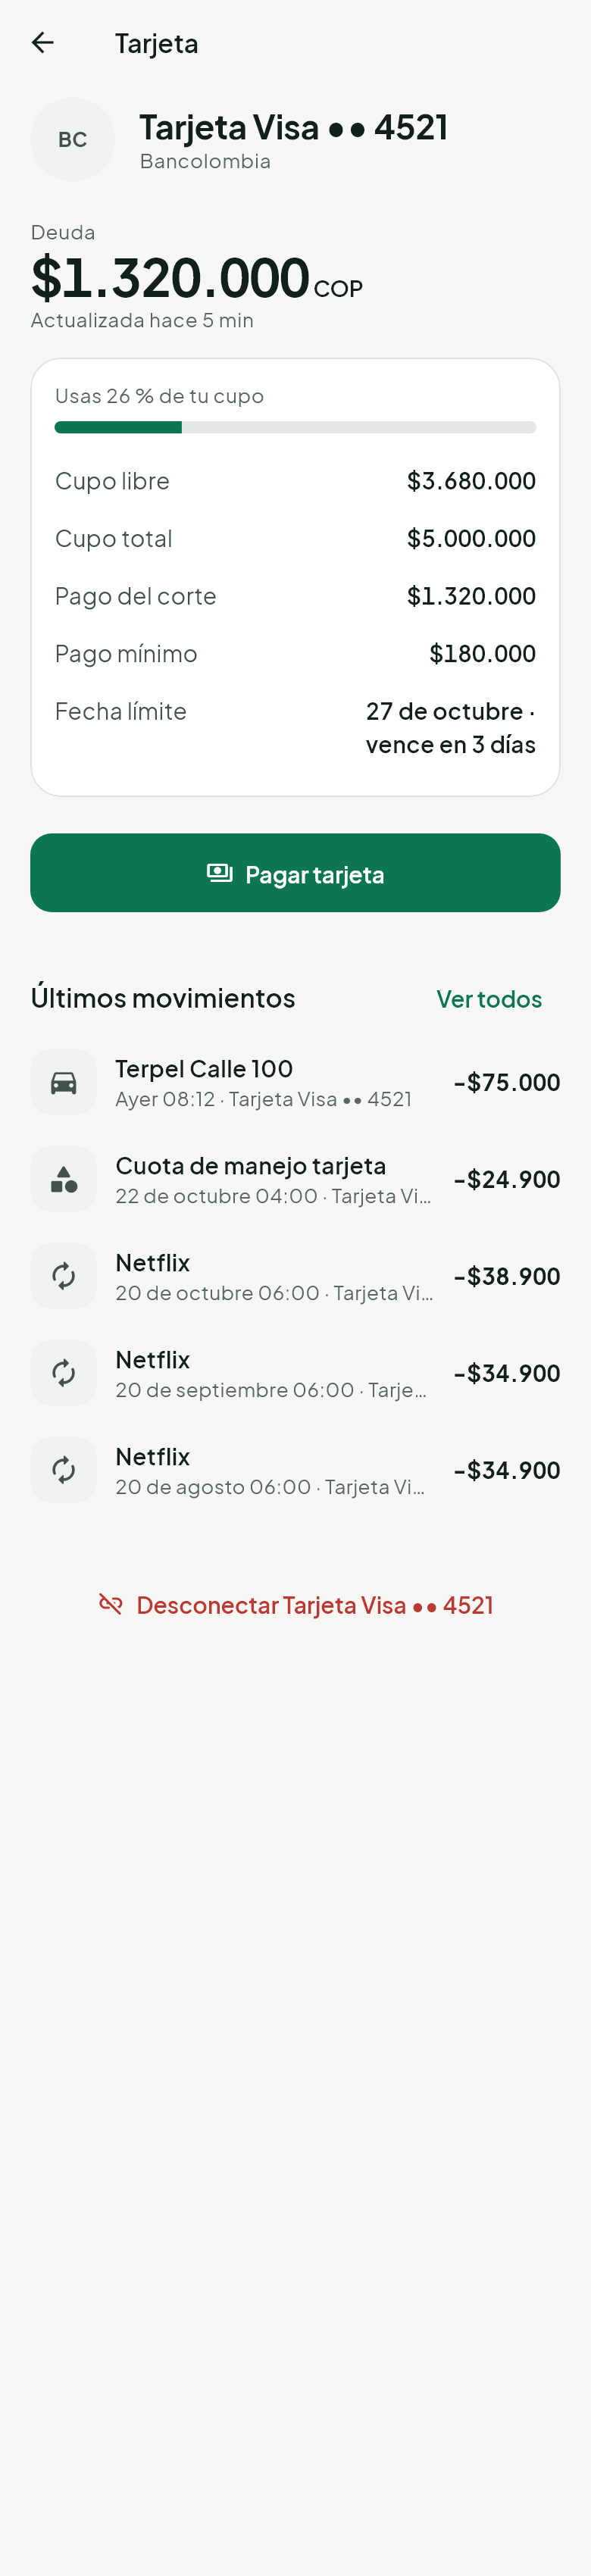 Tarjeta
BC
Tarjeta Visa •• 4521
Bancolombia
Deuda
$1.320.000 COP
Actualizada hace 5 min
Usas 26 % de tu cupo
Cupo libre $3.680.000
Cupo total $5.000.000
Pago del corte $1.320.000
Pago mínimo $180.000
Fecha límite 27 de octubre ·
vence en 3 días
Pagar tarjeta
Últimos movimientos Ver todos
Terpel Calle 100
Ayer 08:12 · Tarjeta Visa •• 4521
-$75.000
Cuota de manejo tarjeta
22 de octubre 04:00 · Tarjeta Vi...
-$24.900
Netflix
20 de octubre 06:00 · Tarjeta Vi...
-$38.900
Netflix
20 de septiembre 06:00 · Tarje...
-$34.900
Netflix
20 de agosto 06:00 · Tarjeta Vi...
-$34.900
Desconectar Tarjeta Visa •• 4521